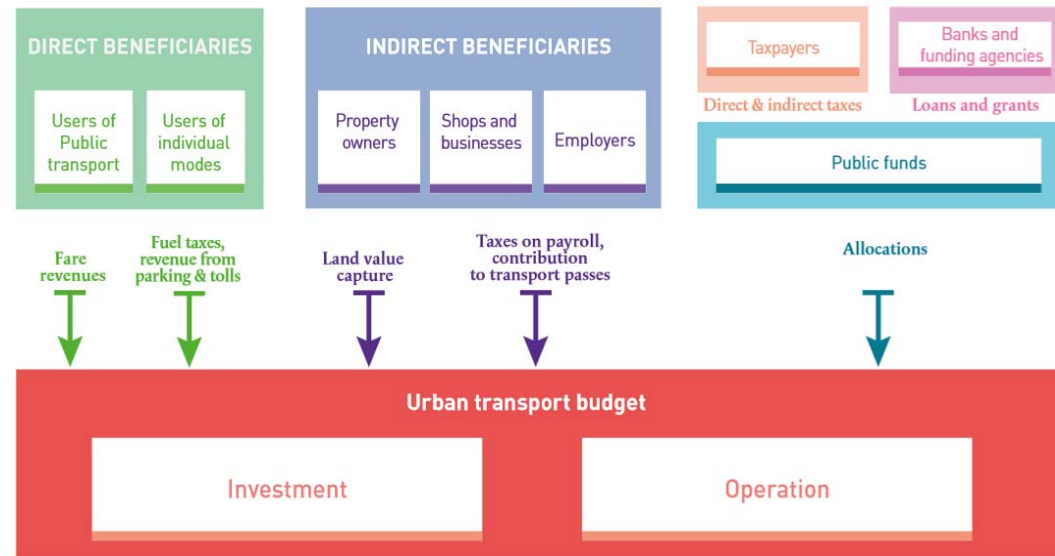 DIRECT BENEFICIARIES
Users of
Public
transport
Users of
individual
modes
INDIRECT BENEFICIARIES
Property
owners
Shops and
businesses
Employers
Taxpayers
Direct & indirect taxes
Banks and
funding agencies
Loans and grants
Public funds
Fare
revenues
Fuel taxes,
revenue from
parking & tolls
Land value
capture
Taxes on payroll,
contribution
to transport passes
Allocations
Urban transport budget
Investment
Operation